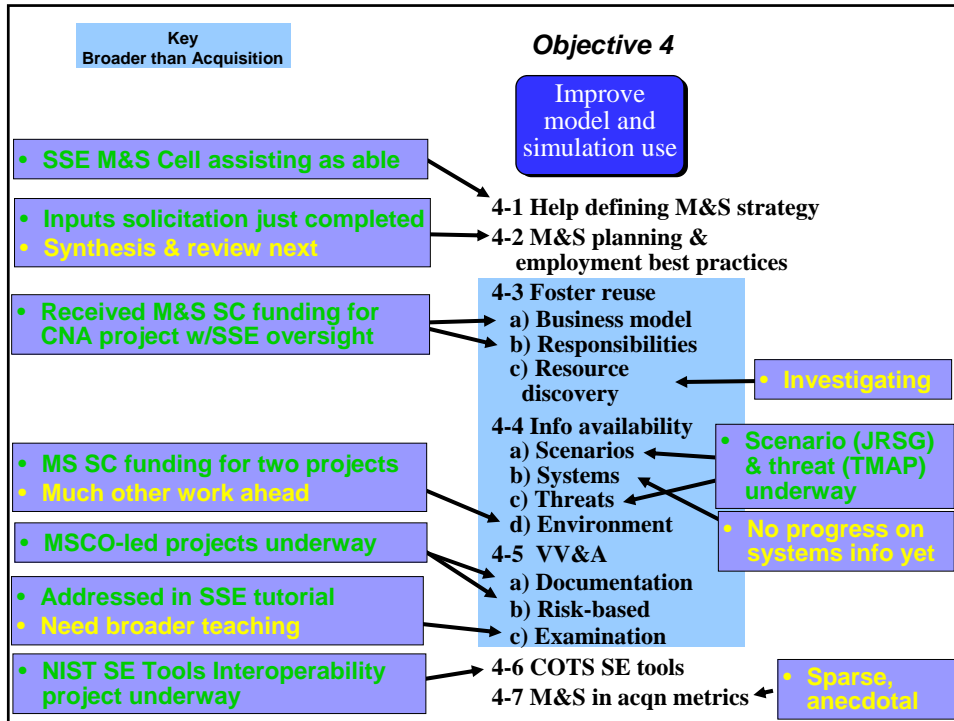 Key
Broader than Acquisition
Objective 4
Improve
model and
simulation use
• SSE M&S Cell assisting as able
• Inputs solicitation just completed
• Synthesis & review next
• Received M&S SC funding for
CNA project w/SSE oversight
• MS SC funding for two projects
• Much other work ahead
• MSCO-led projects underway
• Addressed in SSE tutorial
• Need broader teaching
• NIST SE Tools Interoperability
project underway
4-1 Help defining M&S strategy
4-2 M&S planning &
employment best practices
4-3 Foster reuse
a) Business model
b) Responsibilities
c) Resource
discovery
4-4 Info availability
a) Scenarios
b) Systems
c) Threats
d) Environment
4-5 VV&A
a) Documentation
b) Risk-based
c) Examination
4-6 COTS SE tools
4-7 M&S in acqn metrics
• Investigating
• Scenario (JRSG)
& threat (TMAP)
underway
• No progress on
systems info yet
• Sparse,
anecdotal